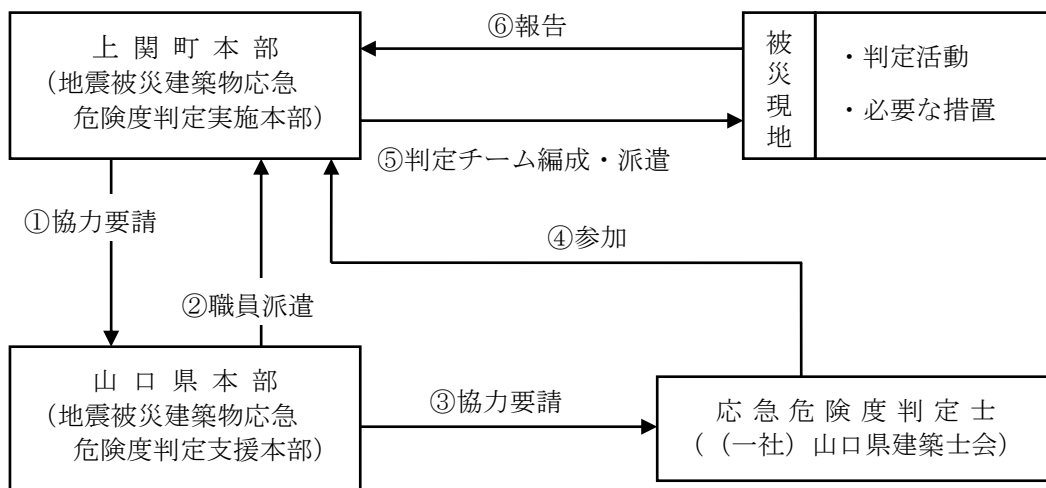 上関町本部
（地震被災建築物応急
危険度判定実施本部）
⑥報告
被災現地
・判定活動
・必要な措置
⑤判定チーム編成・派遣
①協力要請
②職員派遣
④参加
山口県本部
（地震被災建築物応急
危険度判定支援本部）
③協力要請
応急危険度判定士
（（一社）山口県建築士会）